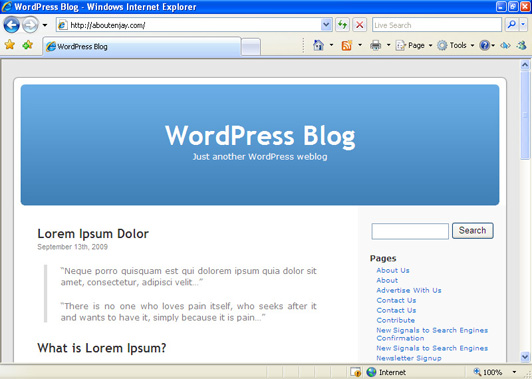 WordPress Blog - Windows Internet Explorer
http://aboutenjay.com/
Live Search
WordPress Blog
Page
Tools
WordPress Blog
Just another WordPress weblog
Lorem Ipsum Dolor
September 13th, 2009
"Neque porro quisquam est qui dolorem ipsum quia dolor sit
amet, consectetur, adipisci velit..."
"There is no one who loves pain itself, who seeks after it
and wants to have it, simply because it is pain..."
What is Lorem Ipsum?
Search
Pages
About Us
About
Advertise With Us
Contact Us
Contact Us
Contribute
New Signals to Search Engines
Confirmation
New Signals to Search Engines
Newsletter Signup
Internet
100%